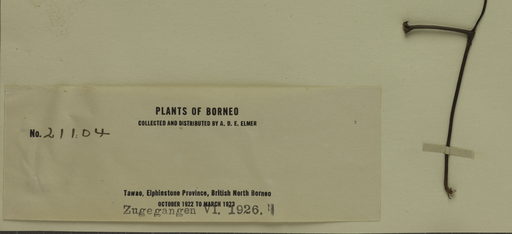 PLANTS OF BORNEO
COLLECTED AND DISTRIBUTED BY A. D. E. ELMER
No. 21104
Tawao, Elphinstone Province, British North Borneo
OCTOBER 1922 TO MARCH 1923
Zugegangen VI. 1926.